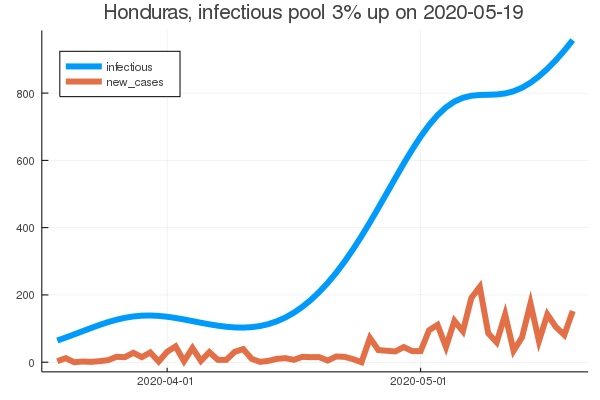 Honduras, infectious pool 3% up on 2020-05-19
infectious
new_cases
800
600
400
200
0
2020-04-01
2020-05-01